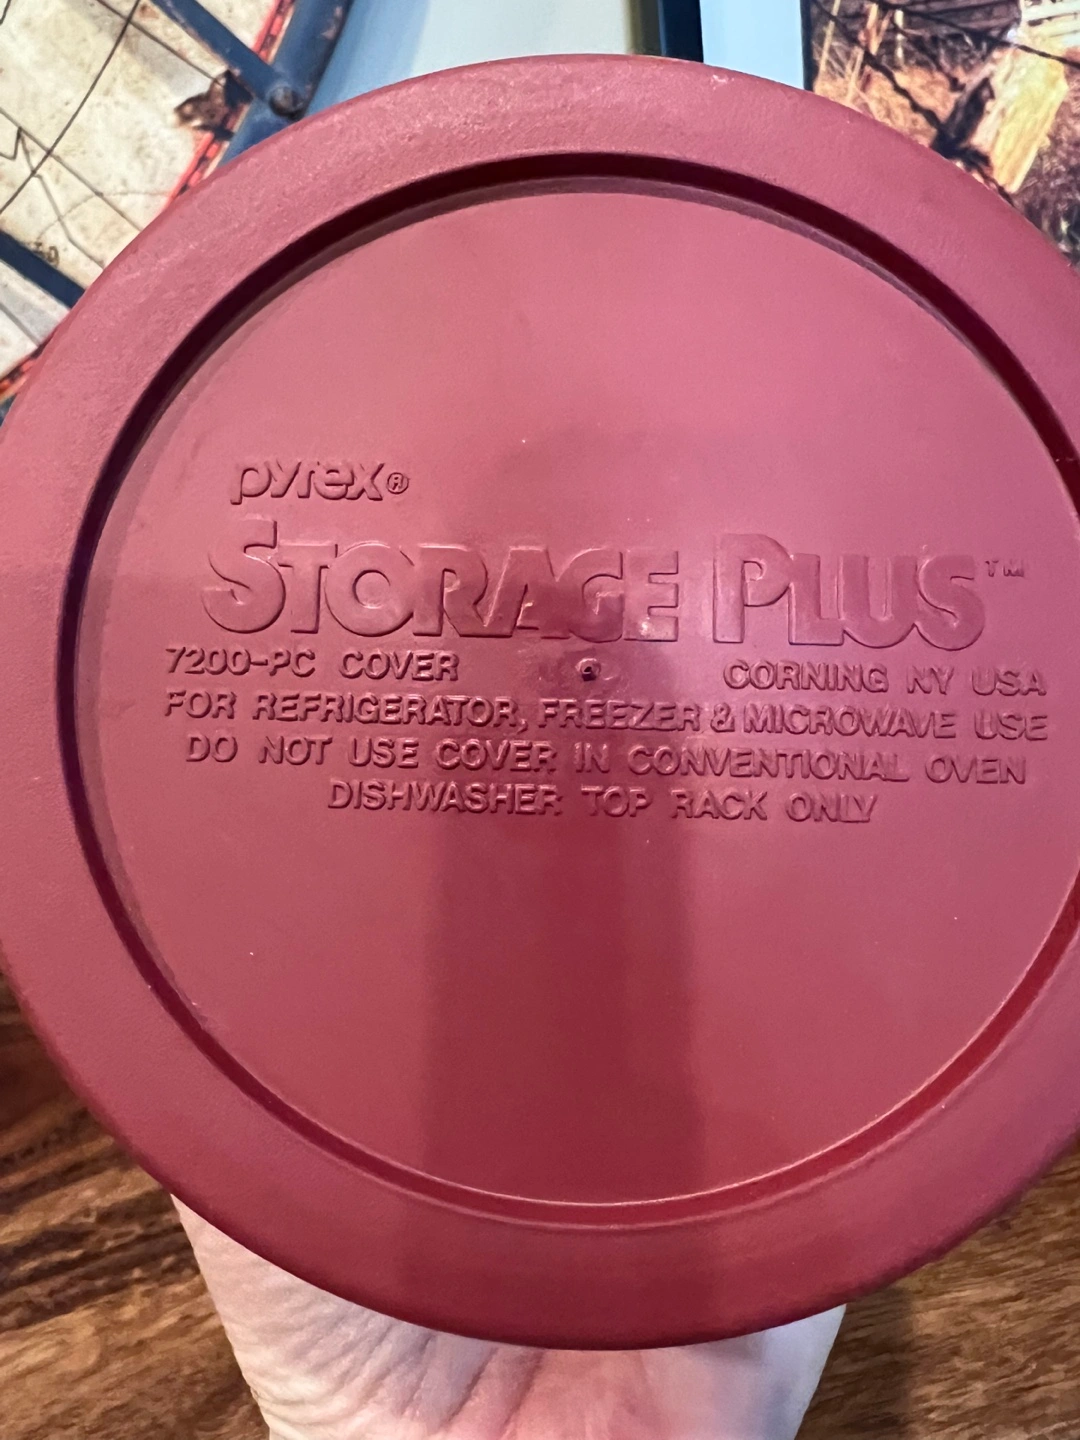 pyrex®
STORAGE PLUS™
7200-PC COVER CORNING NY USA
FOR REFRIGERATOR, FREEZER & MICROWAVE USE
DO NOT USE COVER IN CONVENTIONAL OVEN
DISHWASHER TOP RACK ONLY